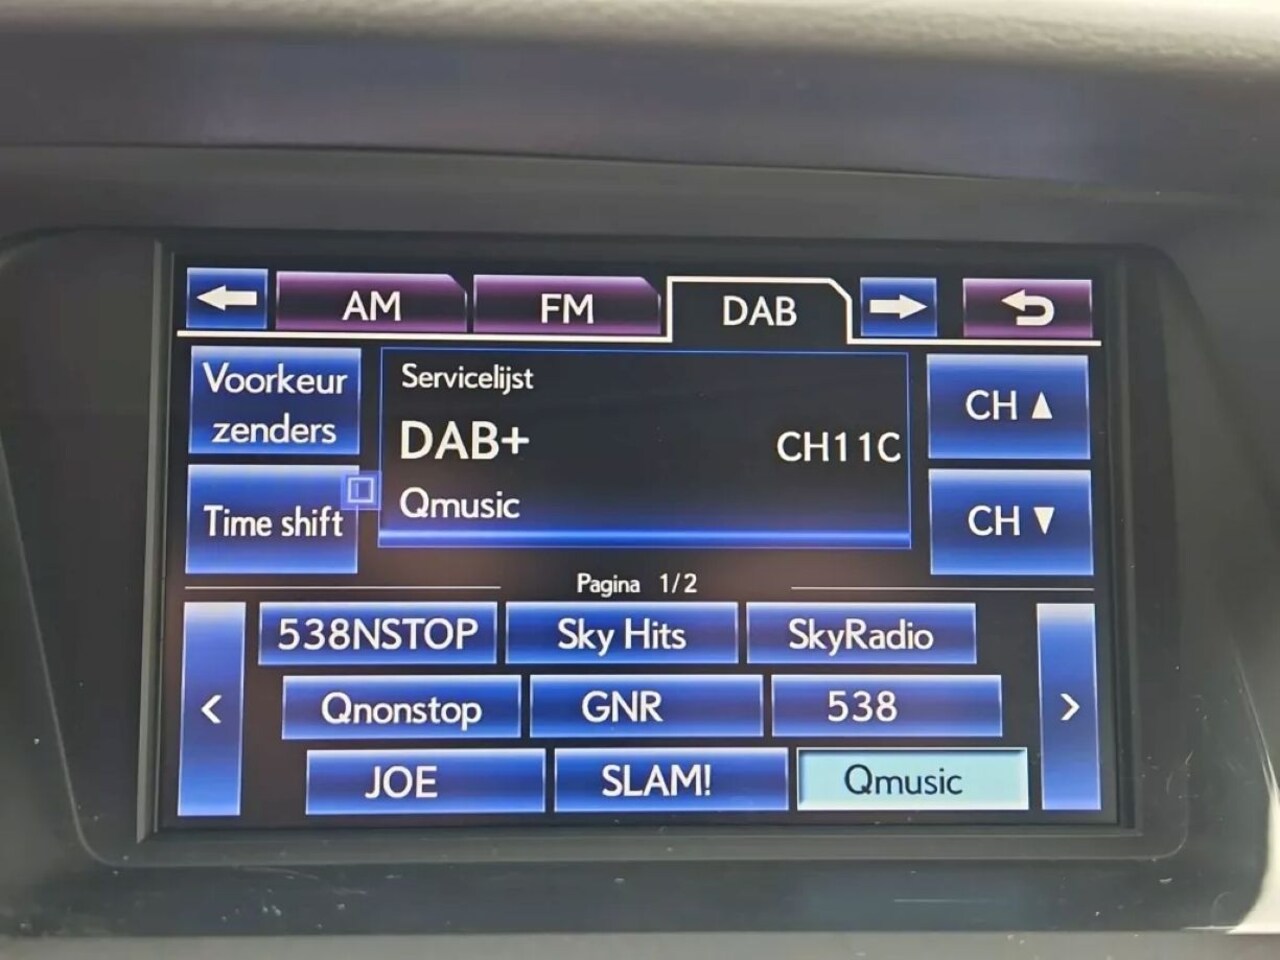 AM FM DAB
Voorkeur
zenders
Servicelijst
DAB+ CH11C
Qmusic
CH ▲
Time shift
CH ▼
Pagina 1/2
538NSTOP Sky Hits SkyRadio
< Qnonstop GNR 538 >
JOE SLAM! Qmusic